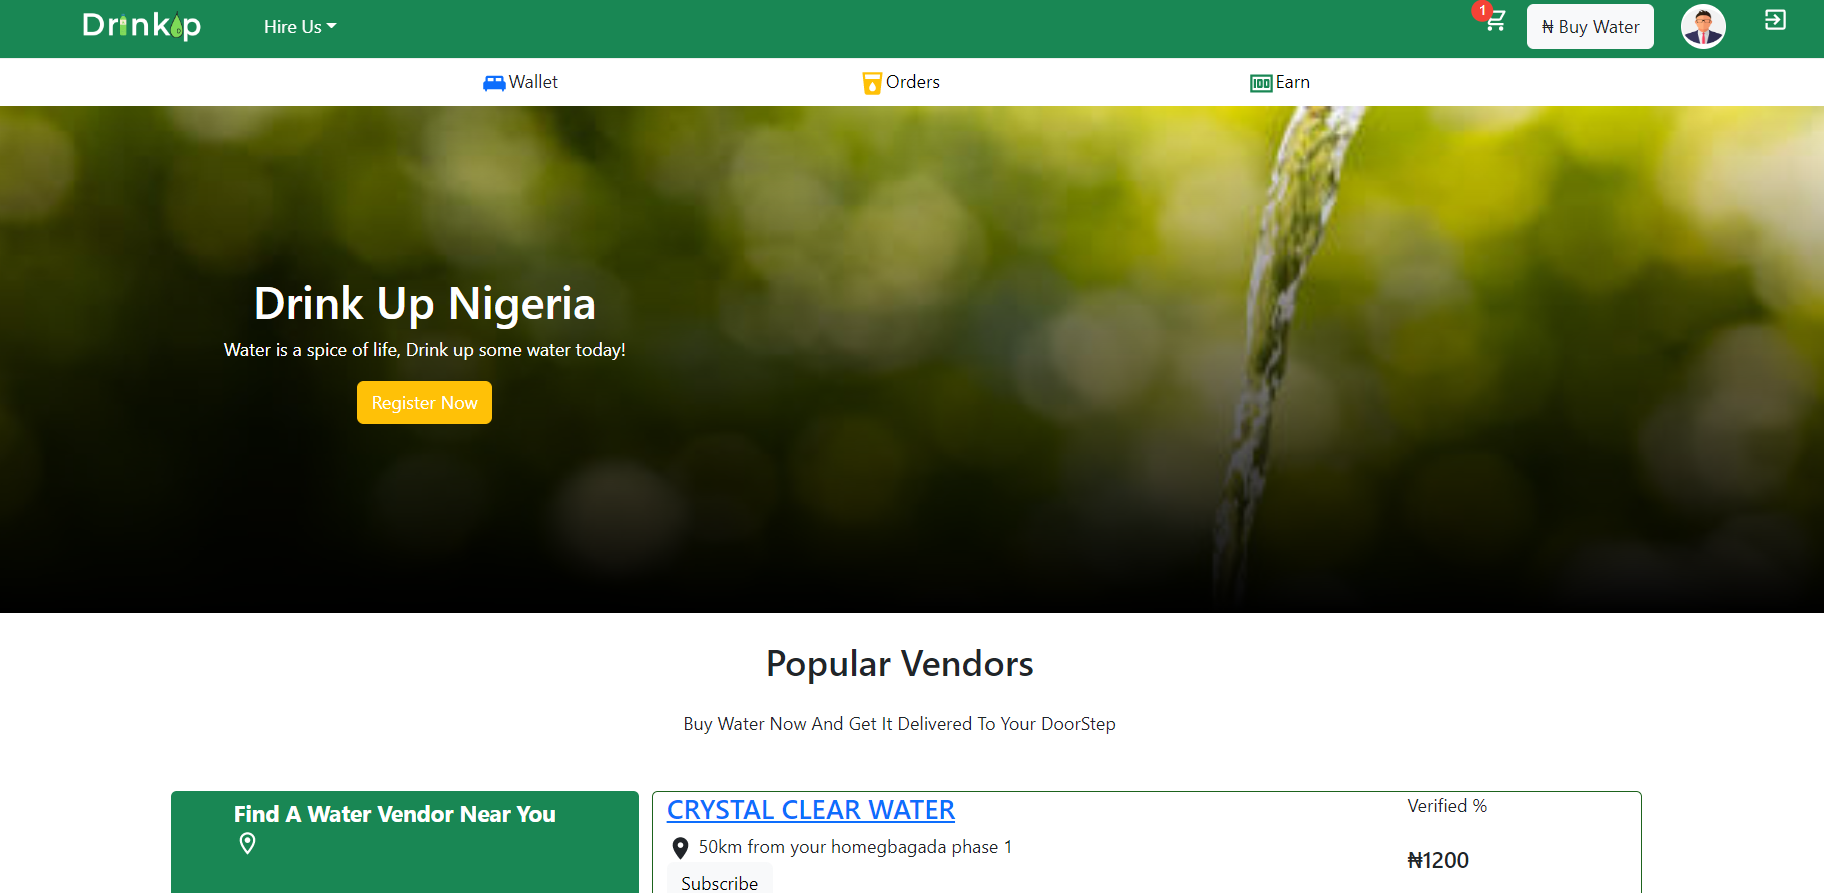 Drinkup
Hire Us
1
₦ Buy Water
Wallet
Orders
100 Earn
Drink Up Nigeria
Water is a spice of life, Drink up some water today!
Register Now
Popular Vendors
Buy Water Now And Get It Delivered To Your DoorStep
Find A Water Vendor Near You
CRYSTAL CLEAR WATER
Verified %
50km from your homegbagada phase 1
₦1200
Subscribe